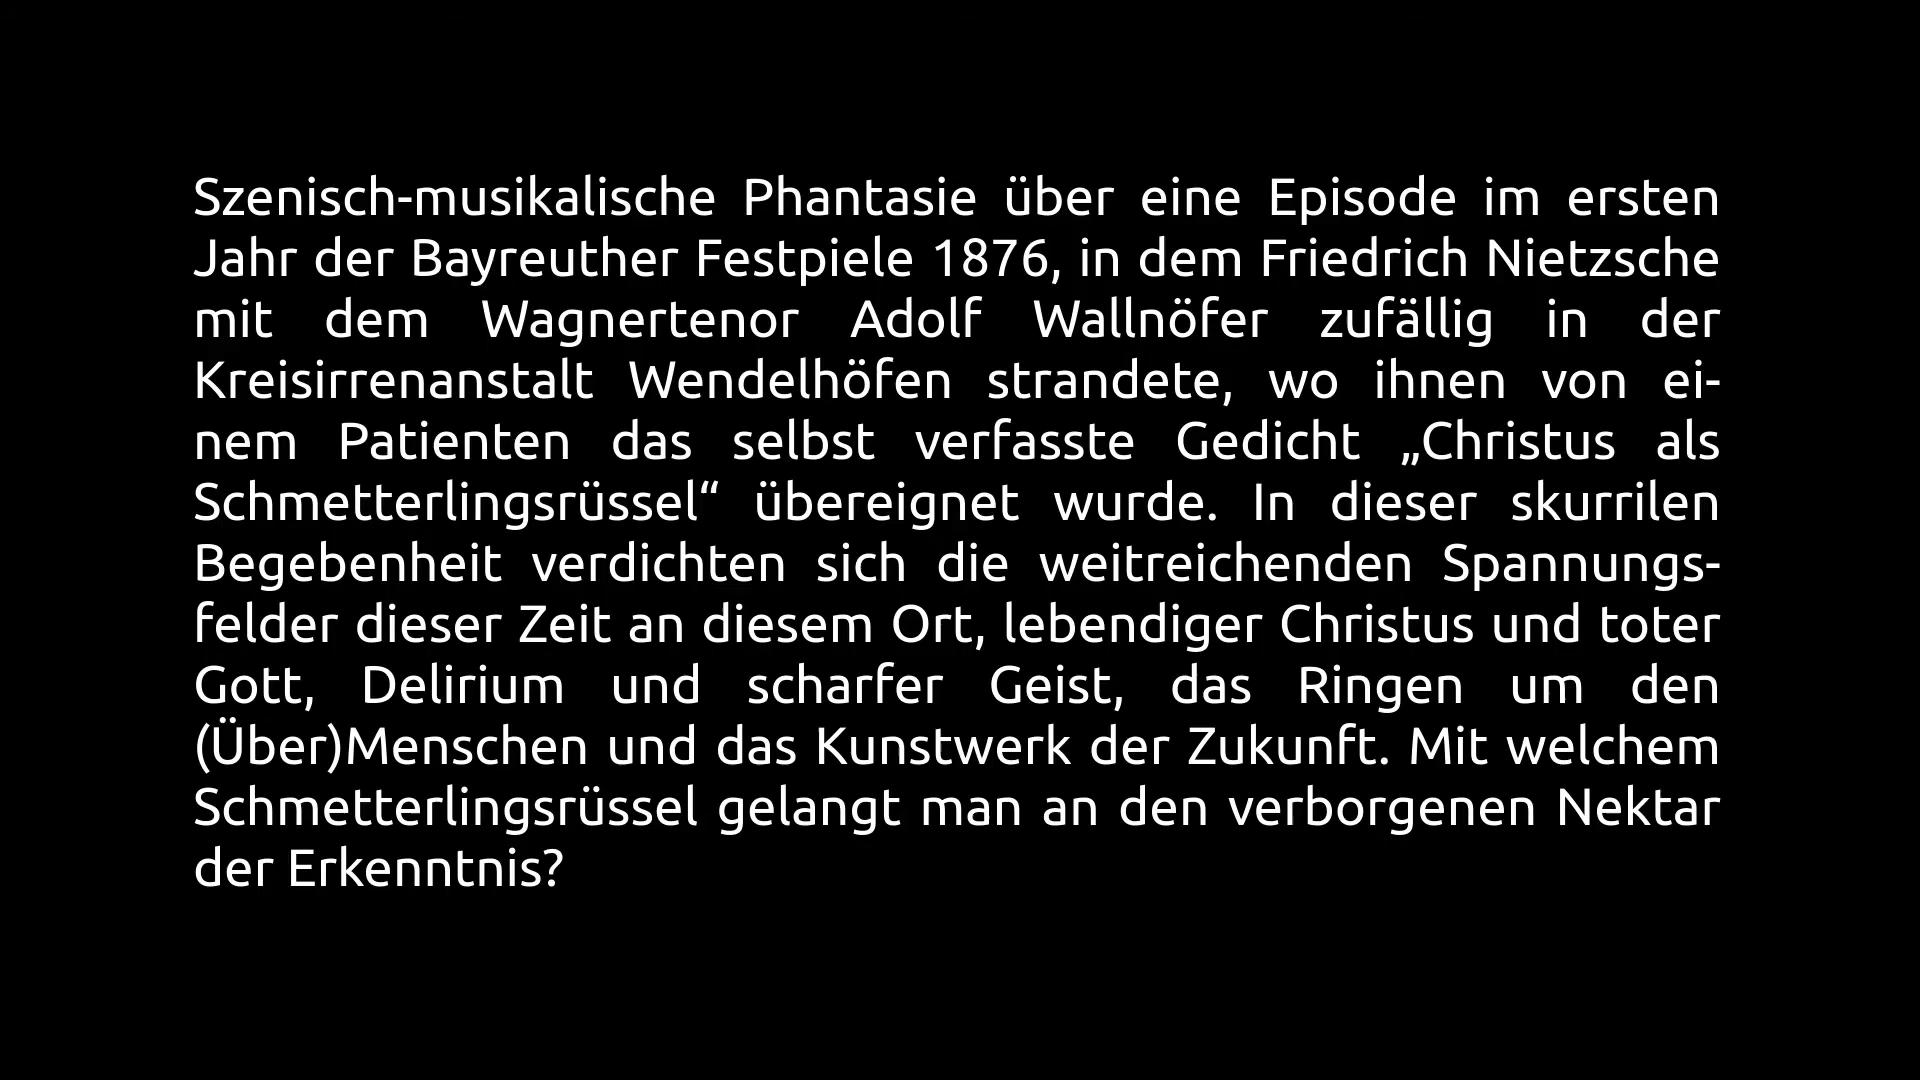 Szenisch-musikalische Phantasie über eine Episode im ersten
Jahr der Bayreuther Festpiele 1876, in dem Friedrich Nietzsche
mit dem Wagnertenor Adolf Wallnöfer zufällig in der
Kreisirrenanstalt Wendelhöfen strandete, wo ihnen von ei-
nem Patienten das selbst verfasste Gedicht „Christus als
Schmetterlingsrüssel“ übereignet wurde. In dieser skurrilen
Begebenheit verdichten sich die weitreichenden Spannungs-
felder dieser Zeit an diesem Ort, lebendiger Christus und toter
Gott, Delirium und scharfer Geist, das Ringen um den
(Über)Menschen und das Kunstwerk der Zukunft. Mit welchem
Schmetterlingsrüssel gelangt man an den verborgenen Nektar
der Erkenntnis?